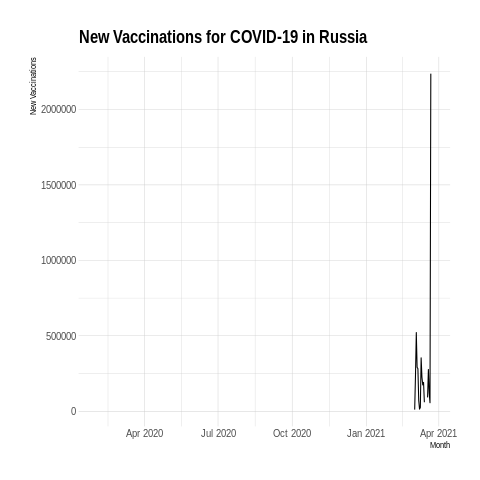 New Vaccinations for COVID-19 in Russia
New Vaccinations
2000000
1500000
1000000
500000
0
Apr 2020 Jul 2020 Oct 2020 Jan 2021 Apr 2021
Month